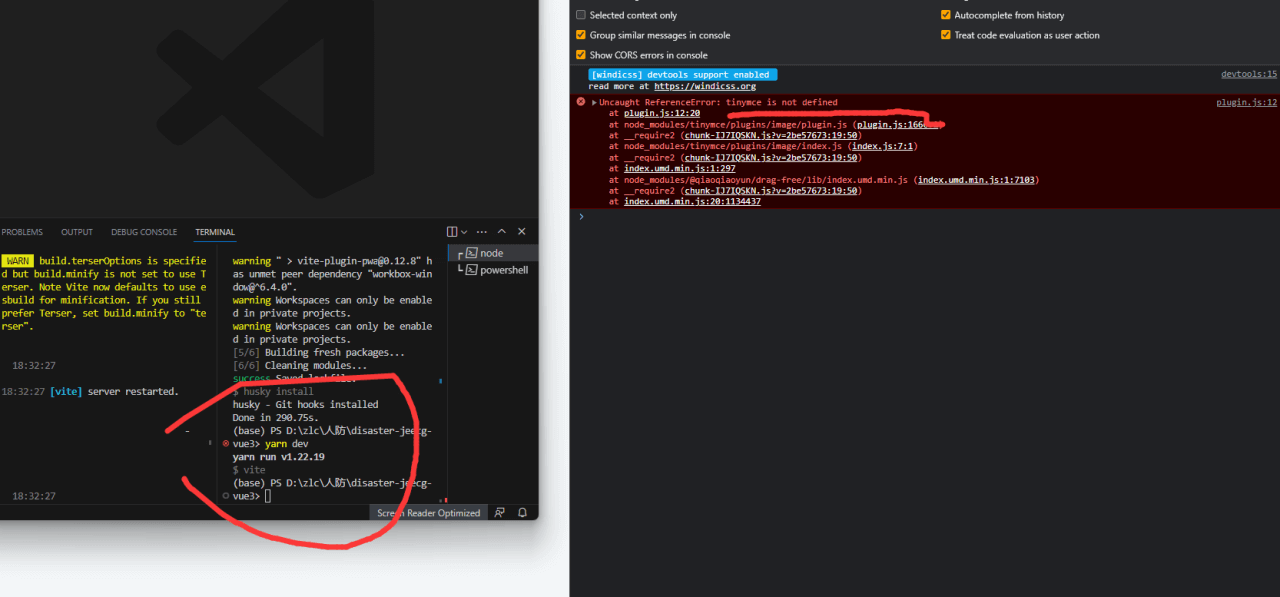 PROBLEMS OUTPUT DEBUG CONSOLE TERMINAL
WARN build.terserOptions is specifie
d but build.minify is not set to use T
erser. Note Vite now defaults to use e
sbuild for minification. If you still
prefer Terser, set build.minify to "te
rser".
18:32:27
18:32:27 [vite] server restarted.
18:32:27
warning " > vite-plugin-pwa@0.12.8" h
as unmet peer dependency "workbox-win
dow@^6.4.0".
warning Workspaces can only be enable
d in private projects.
warning Workspaces can only be enable
d in private projects.
[5/6] Building fresh packages...
[6/6] Cleaning modules...
success Saved lockfile.
$ husky install
husky - Git hooks installed
Done in 290.75s.
(base) PS D:\zlc\人防\disaster-jeecg-
vue3> yarn dev
yarn run v1.22.19
$ vite
(base) PS D:\zlc\人防\disaster-jeecg-
vue3>
node
powershell
Screen Reader Optimized
Selected context only
Autocomplete from history
Group similar messages in console
Treat code evaluation as user action
Show CORS errors in console
[windicss] devtools support enabled devtools:15
read more at https://windicss.org
Uncaught ReferenceError: tinymce is not defined plugin.js:12
at plugin.js:12:20
at node_modules/tinymce/plugins/image/plugin.js
at __require2 (chunk-IJ7IQSKN.js?v=2be57673:19:50)
at node_modules/tinymce/plugins/image/index.js (index.js:7:1)
at __require2 (chunk-IJ7IQSKN.js?v=2be57673:19:50)
at index.umd.min.js:1:297
at node_modules/@qiaoqiaoyun/drag-free/lib/index.umd.min.js (index.umd.min.js:1:7103)
at __require2 (chunk-IJ7IQSKN.js?v=2be57673:19:50)
at index.umd.min.js:20:1134437